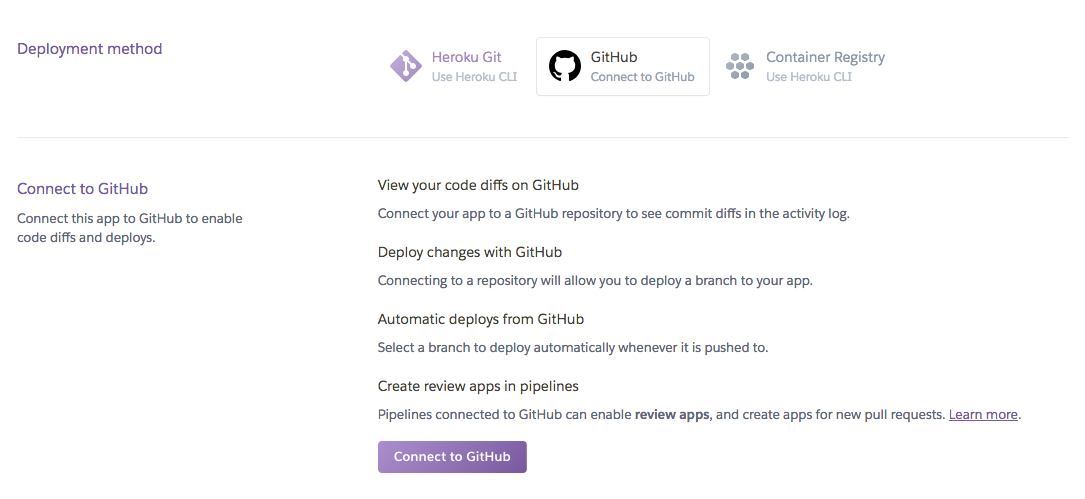 Deployment method
Heroku Git
Use Heroku CLI
GitHub
Connect to GitHub
Container Registry
Use Heroku CLI
Connect to GitHub
Connect this app to GitHub to enable
code diffs and deploys.
View your code diffs on GitHub
Connect your app to a GitHub repository to see commit diffs in the activity log.
Deploy changes with GitHub
Connecting to a repository will allow you to deploy a branch to your app.
Automatic deploys from GitHub
Select a branch to deploy automatically whenever it is pushed to.
Create review apps in pipelines
Pipelines connected to GitHub can enable review apps, and create apps for new pull requests. Learn more.
Connect to GitHub